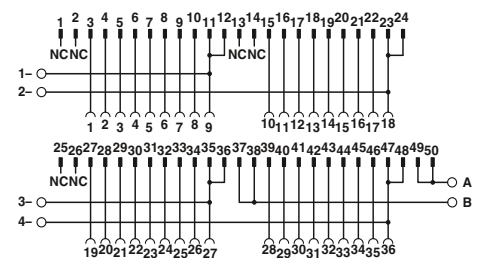 1 2 3 4 5 6 7 8 9 10 11 12 13 14 15 16 17 18 19 20 21 22 23 24
NC NC NC NC
1–
2–
1 2 3 4 5 6 7 8 9 10 11 12 13 14 15 16 17 18
25 26 27 28 29 30 31 32 33 34 35 36 37 38 39 40 41 42 43 44 45 46 47 48 49 50
NC NC
A
3– B
4–
19 20 21 22 23 24 25 26 27 28 29 30 31 32 33 34 35 36